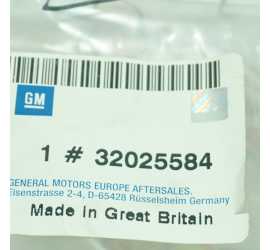 GM
1 # 32025584
GENERAL MOTORS EUROPE AFTERSALES.
Eisenstrasse 2-4, D-65428 Rüsselsheim Germany
Made in Great Britain